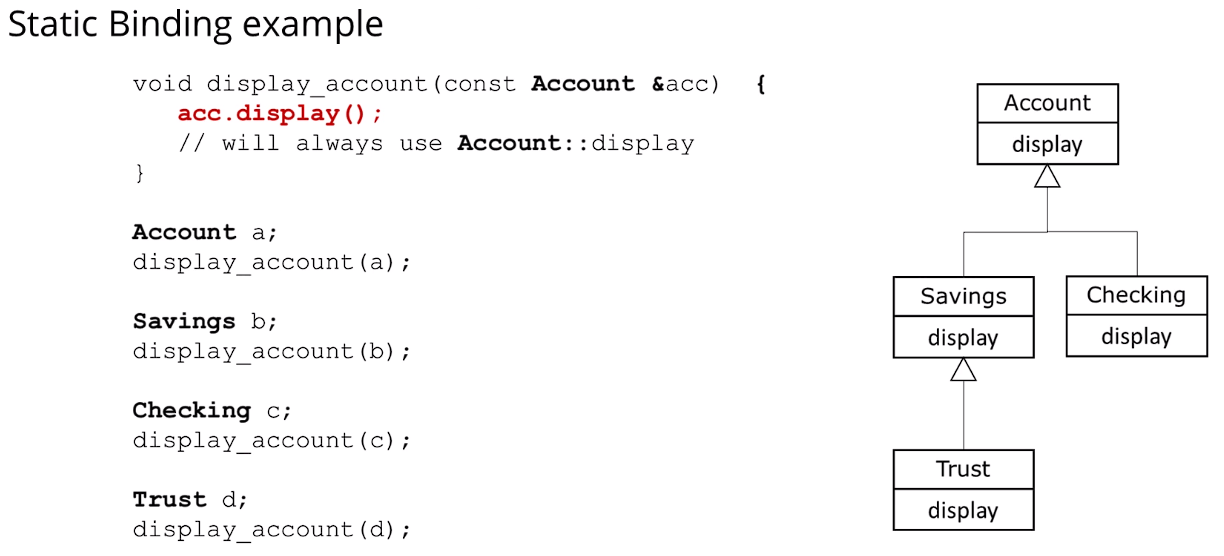 Static Binding example
void display_account(const Account &acc) {
acc.display();
// will always use Account::display
}
Account a;
display_account(a);
Savings b;
display_account(b);
Checking c;
display_account(c);
Trust d;
display_account(d);
Account
display
Savings
display
Checking
display
Trust
display